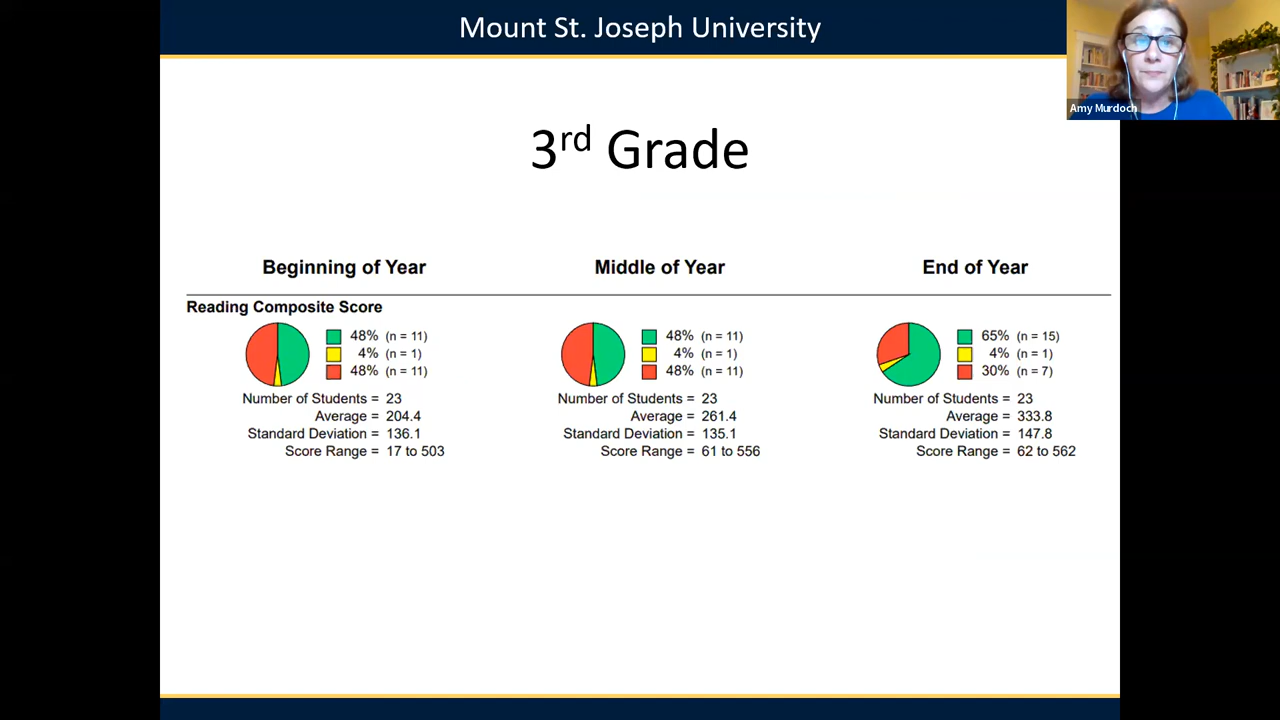 Mount St. Joseph University
Amy Murdoch
3rd Grade
Beginning of Year
Middle of Year
End of Year
Reading Composite Score
48% (n = 11)
4% (n = 1)
48% (n = 11)
Number of Students = 23
Average = 204.4
Standard Deviation = 136.1
Score Range = 17 to 503
48% (n = 11)
4% (n = 1)
48% (n = 11)
Number of Students = 23
Average = 261.4
Standard Deviation = 135.1
Score Range = 61 to 556
65% (n = 15)
4% (n = 1)
30% (n = 7)
Number of Students = 23
Average = 333.8
Standard Deviation = 147.8
Score Range = 62 to 562